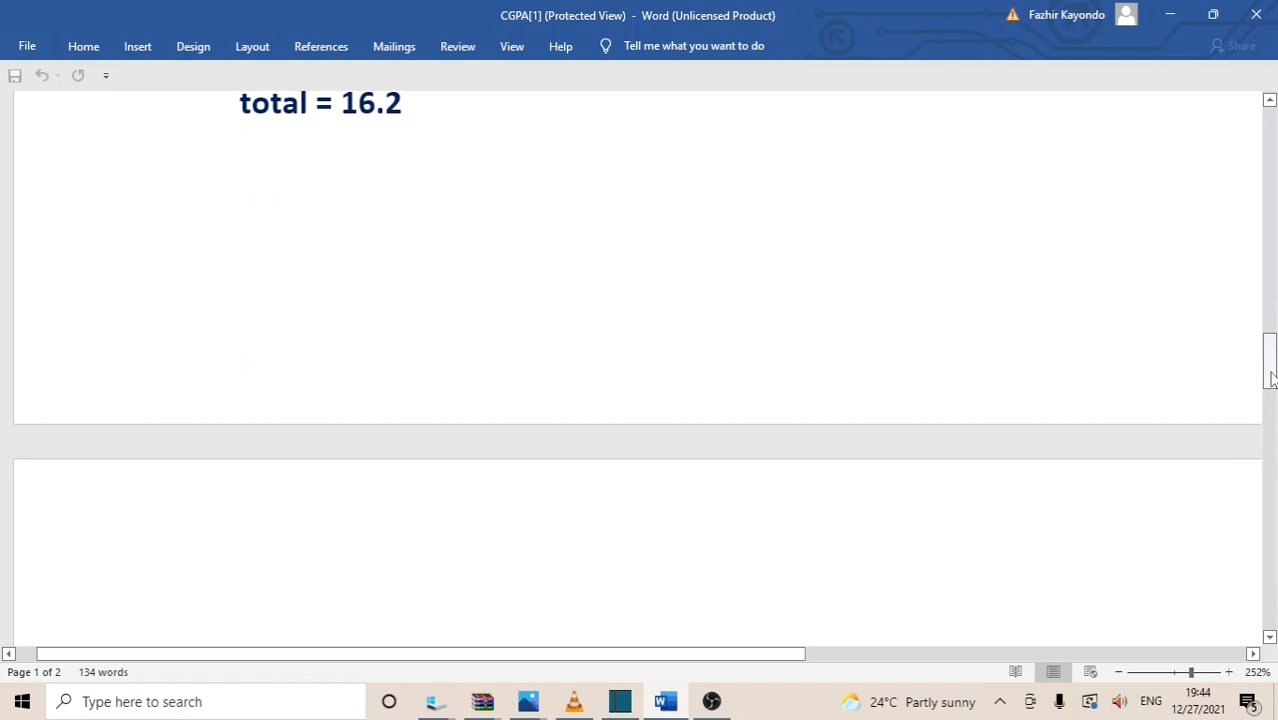 CGPA[1] (Protected View) - Word (Unlicensed Product)
Fazhir Kayondo
File Home Insert Design Layout References Mailings Review View Help Tell me what you want to do Share
total = 16.2
Page 1 of 2 134 words 252%
Type here to search
24°C Partly sunny
ENG
19:44
12/27/2021
5